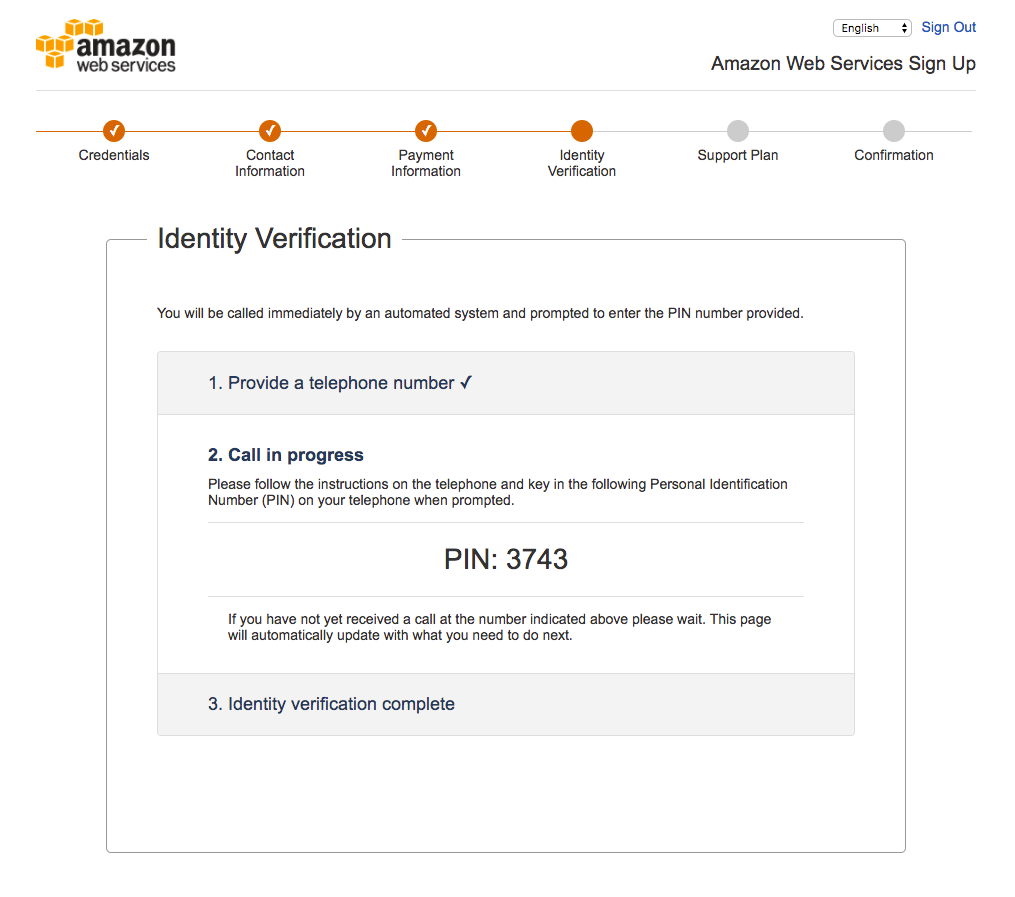 amazon
web services
English
Sign Out
Amazon Web Services Sign Up
Credentials
Contact
Information
Payment
Information
Identity
Verification
Support Plan
Confirmation
Identity Verification
You will be called immediately by an automated system and prompted to enter the PIN number provided.
1. Provide a telephone number ✓
2. Call in progress
Please follow the instructions on the telephone and key in the following Personal Identification
Number (PIN) on your telephone when prompted.
PIN: 3743
If you have not yet received a call at the number indicated above please wait. This page
will automatically update with what you need to do next.
3. Identity verification complete